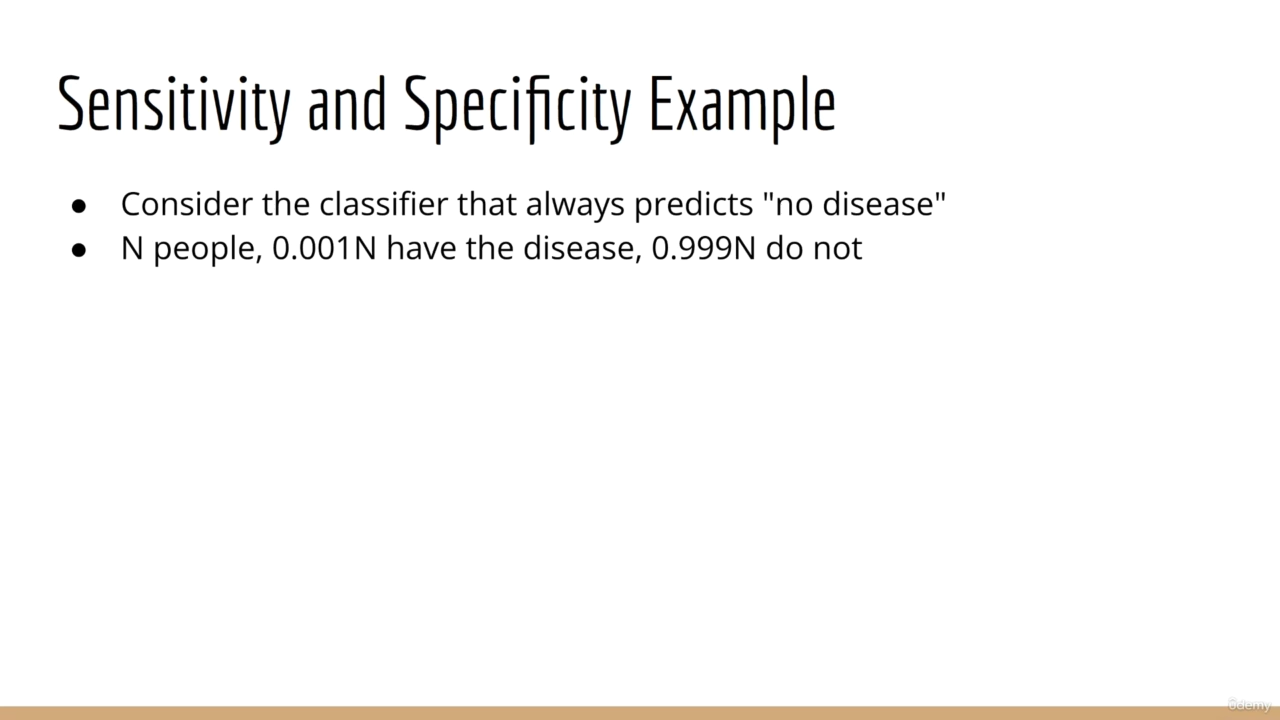 Sensitivity and Specificity Example
● Consider the classifier that always predicts "no disease"
● N people, 0.001N have the disease, 0.999N do not
ûdemy